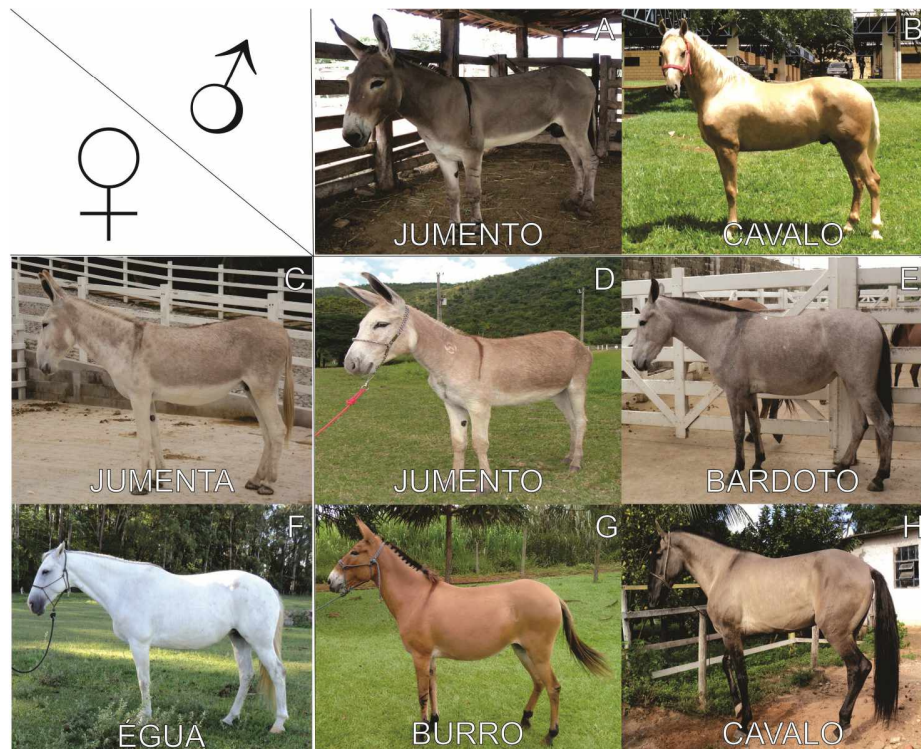 A
JUMENTO
B
CAVALO
C
JUMENTA
D
JUMENTO
E
BARDOTO
F
ÉGUA
G
BURRO
H
CAVALO